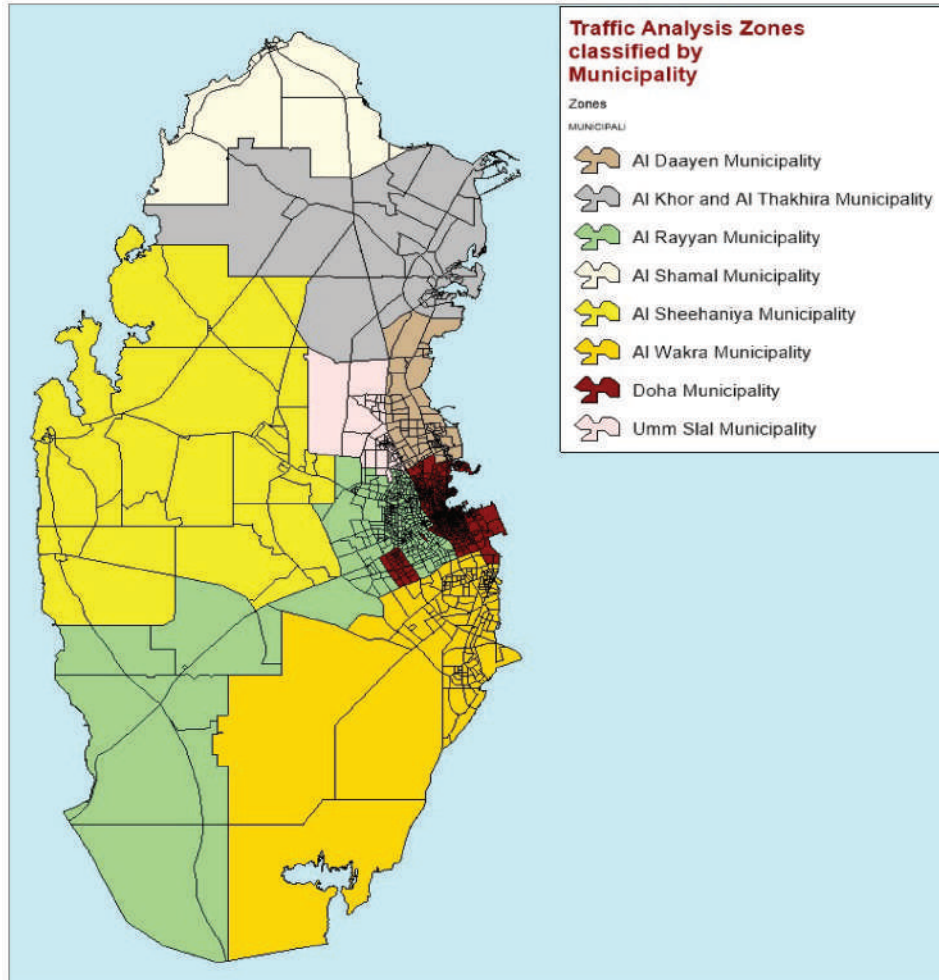 Traffic Analysis Zones
classified by
Municipality
Zones
MUNICIPALI
Al Daayen Municipality
Al Khor and Al Thakhira Municipality
Al Rayyan Municipality
Al Shamal Municipality
Al Sheehaniya Municipality
Al Wakra Municipality
Doha Municipality
Umm Slal Municipality